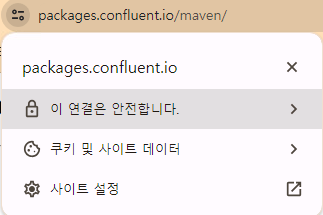 packages.confluent.io/maven/
packages.confluent.io
이 연결은 안전합니다.
쿠키 및 사이트 데이터
사이트 설정